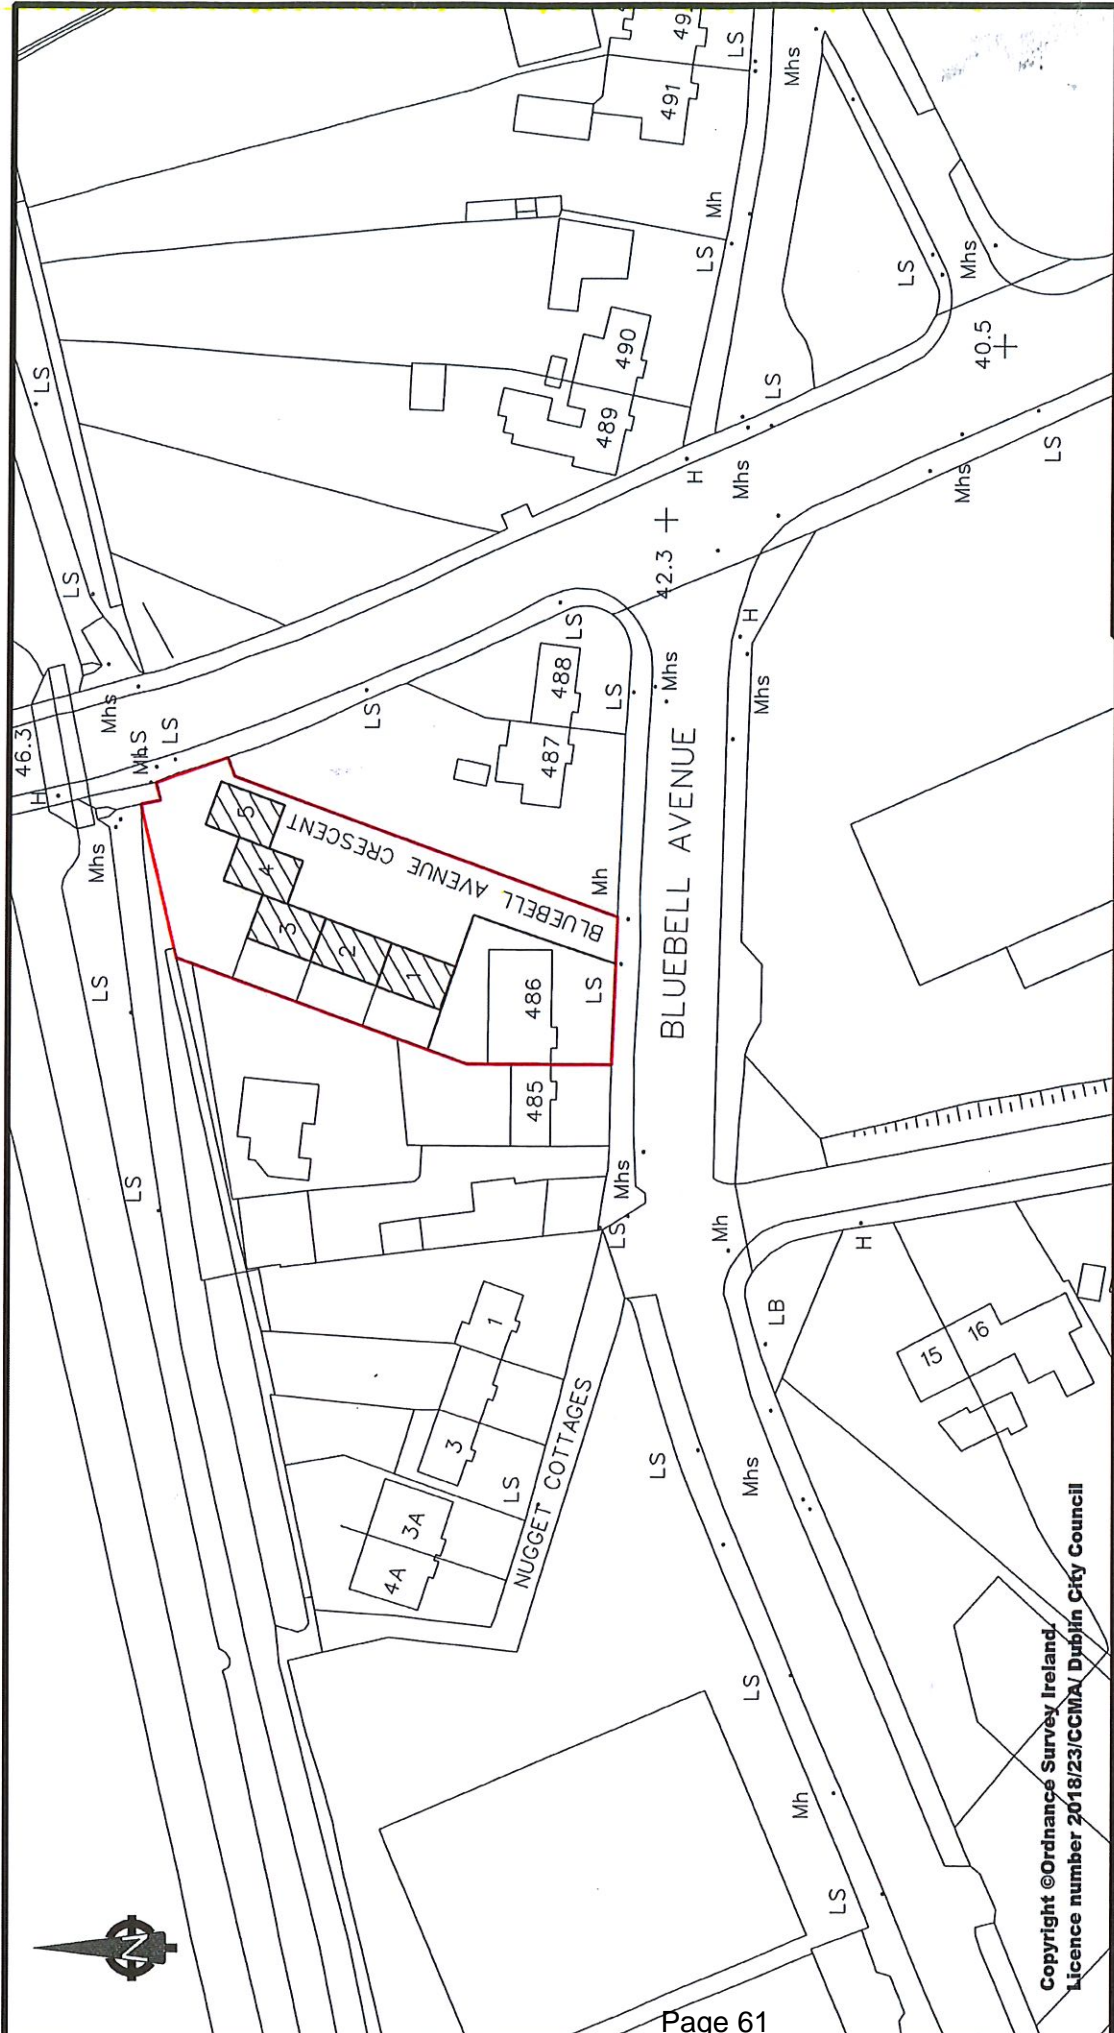 46.3
H
Mhs
MhS
LS
LS
LS
Mhs
LS
LS
5
4
3
2
1
BLUEBELL AVENUE CRESCENT
486
485
LS
Mh
487
488
LS
LS
LS
Mhs
BLUEBELL AVENUE
42.3
489
490
491
49
LS
Mhs
Mh
LS
LS
Mhs
40.5
LS
H
Mhs
Mhs
LS
H
Mhs
Mhs
LS
1
3
3A
4A
LS
NUGGET COTTAGES
Mh
H
LB
15
16
LS
Mhs
LS
Mh
LS
N
Copyright ©Ordnance Survey Ireland.
Licence number 2018/23/CCMA/ Dublin City Council
Page 61